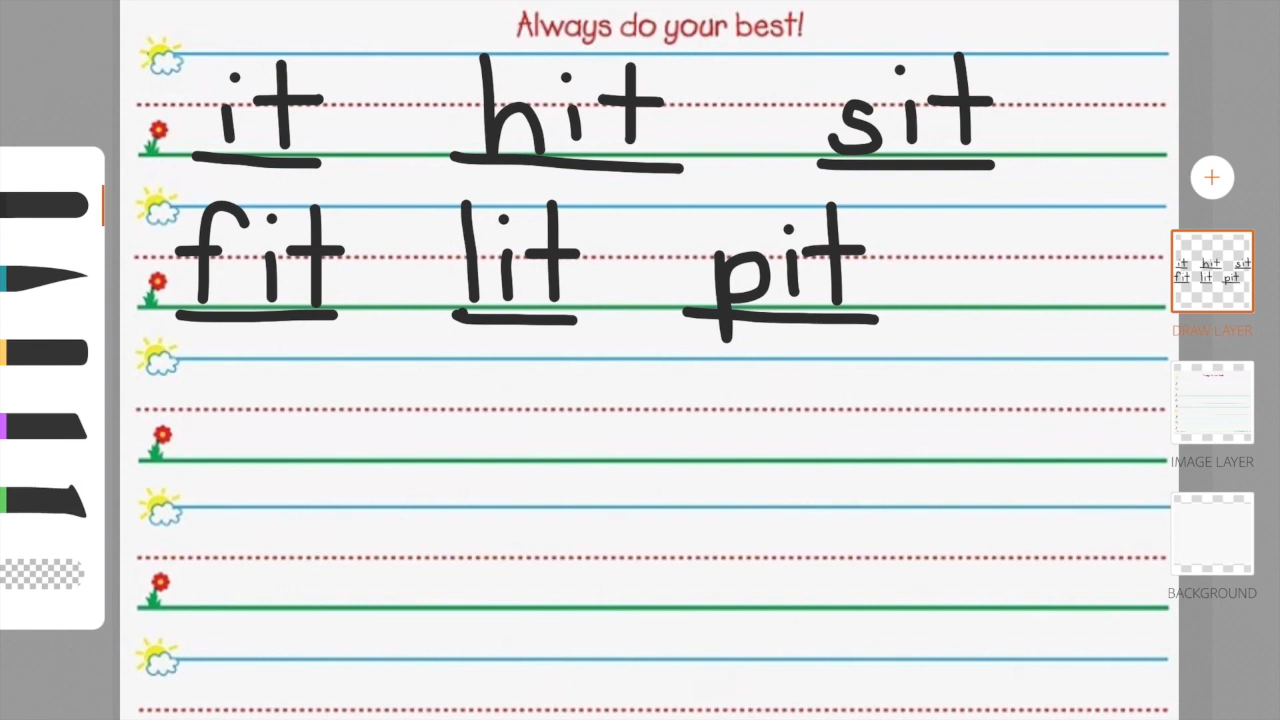 Always do your best!
it hit sit
fit lit pit
DRAW LAYER
IMAGE LAYER
BACKGROUND